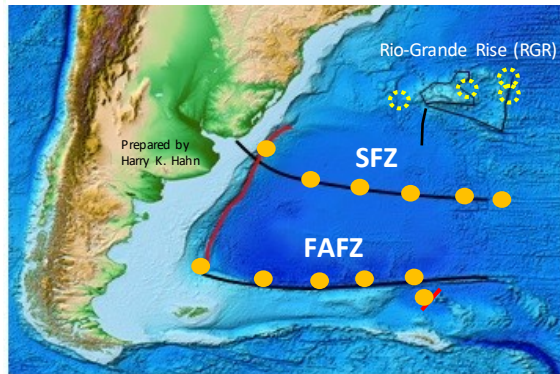 Rio-Grande Rise (RGR)
Prepared by
Harry K. Hahn
SFZ
FAFZ